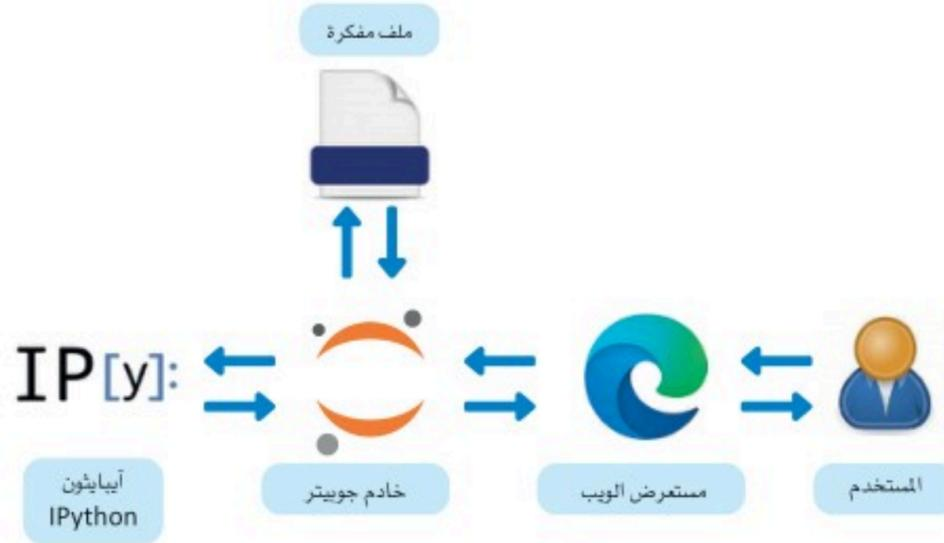 ملف مفكرة
IP[y]:
المستخدم
مستعرض الويب
خادم جوبيتر
آيبايثون
IPython